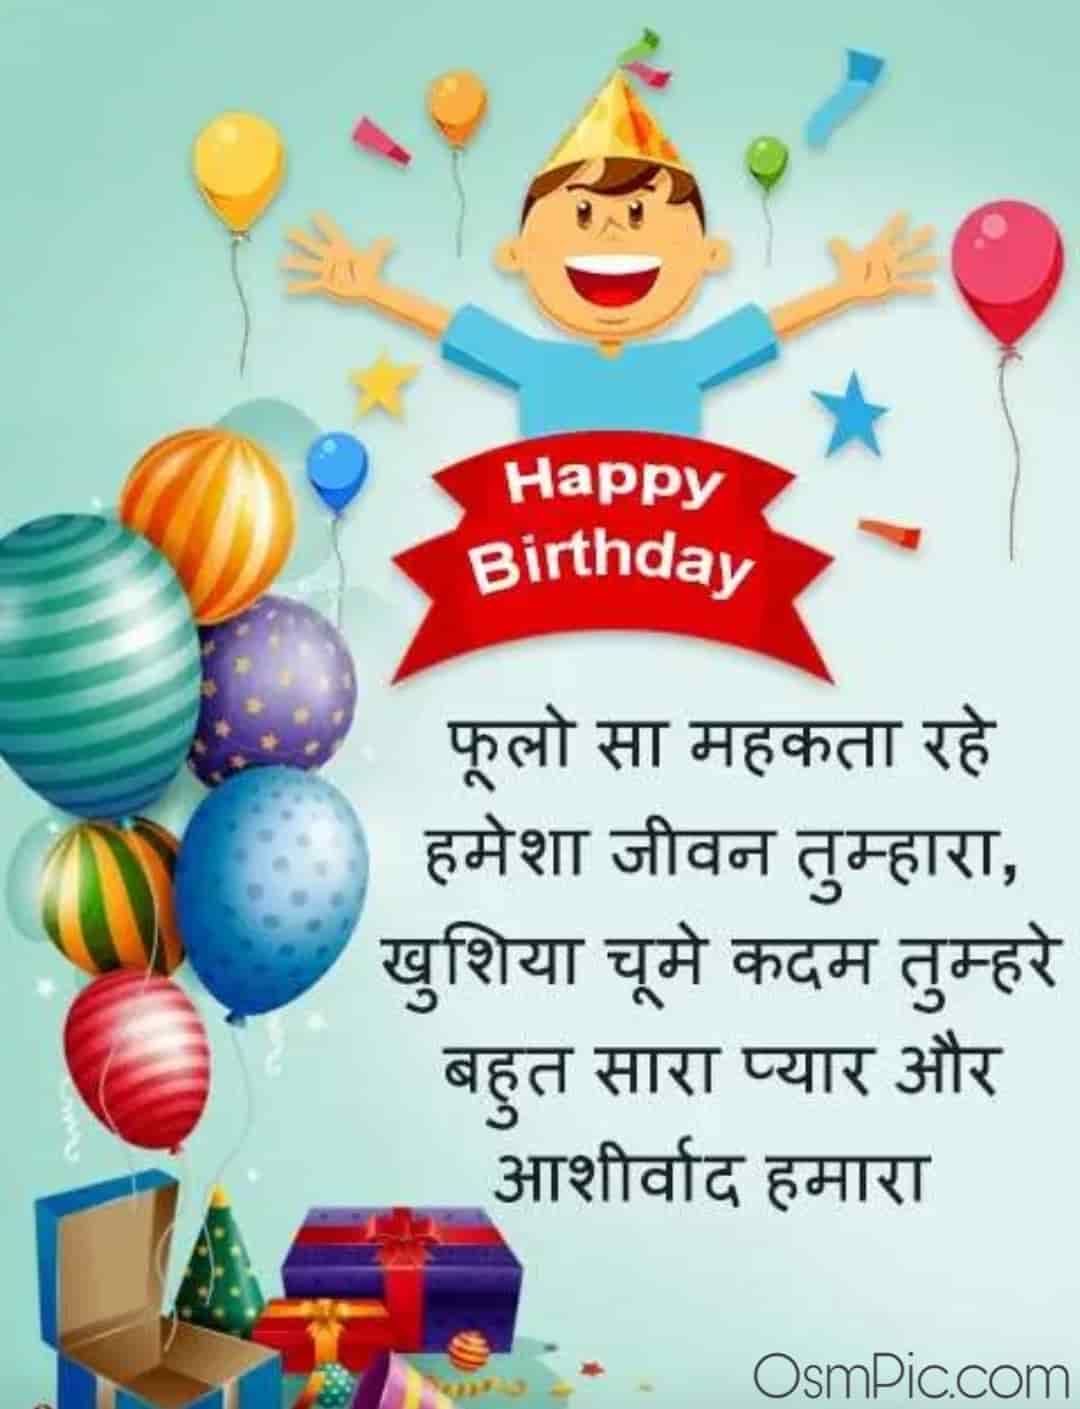 Happy
Birthday
फूलो सा महकता रहे
हमेशा जीवन तुम्हारा,
खुशिया चूमे कदम तुम्हरे
बहुत सारा प्यार और
आशीर्वाद हमारा
OsmPic.com